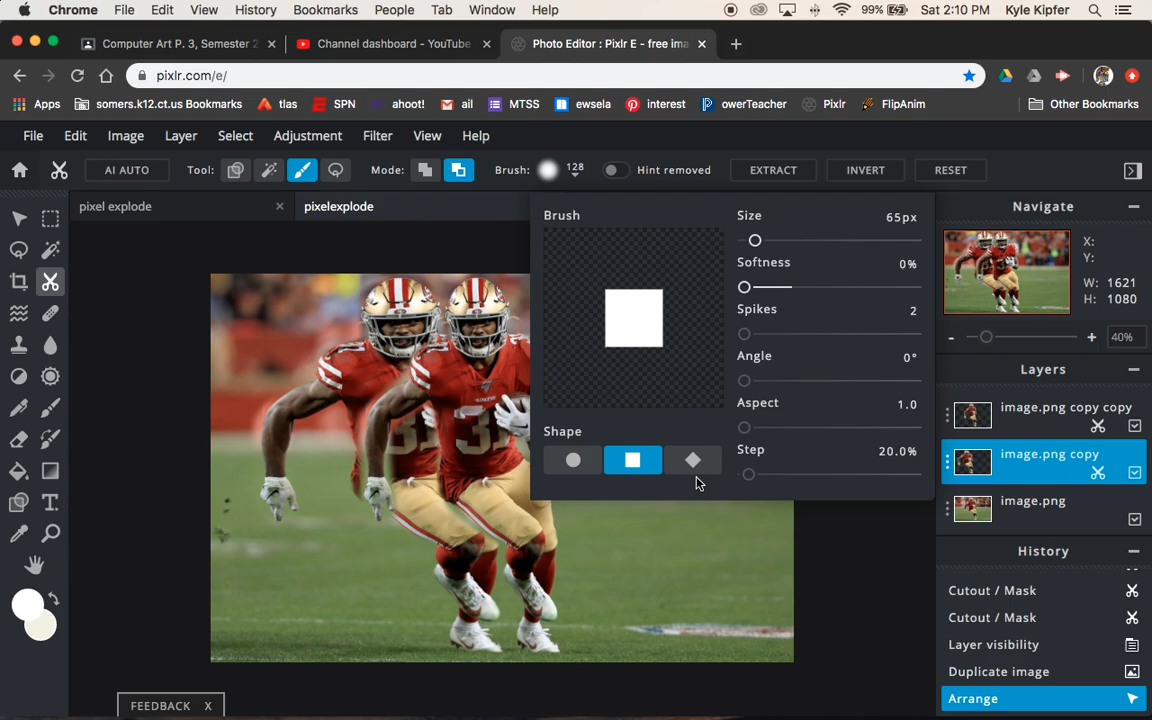 Chrome File Edit View History Bookmarks People Tab Window Help 99% Sat 2:10 PM Kyle Kipfer
Computer Art P. 3, Semester 2 Channel dashboard - YouTube Photo Editor : Pixlr E - free ima
pixlr.com/e/
Apps somers.k12.ct.us Bookmarks tlas SPN ahoot! ail MTSS ewsela interest owerTeacher Pixlr FlipAnim Other Bookmarks
File Edit Image Layer Select Adjustment Filter View Help
AI AUTO Tool: Mode: Brush: 128 Hint removed EXTRACT INVERT RESET
pixel explode pixelexplode
Brush
Shape
Size 65px
Softness 0%
Spikes 2
Angle 0°
Aspect 1.0
Step 20.0%
Navigate
X:
Y:
W: 1621
H: 1080
- + 40%
Layers
image.png copy copy
image.png copy
image.png
History
Cutout / Mask
Cutout / Mask
Layer visibility
Duplicate image
Arrange
31
31
FEEDBACK X